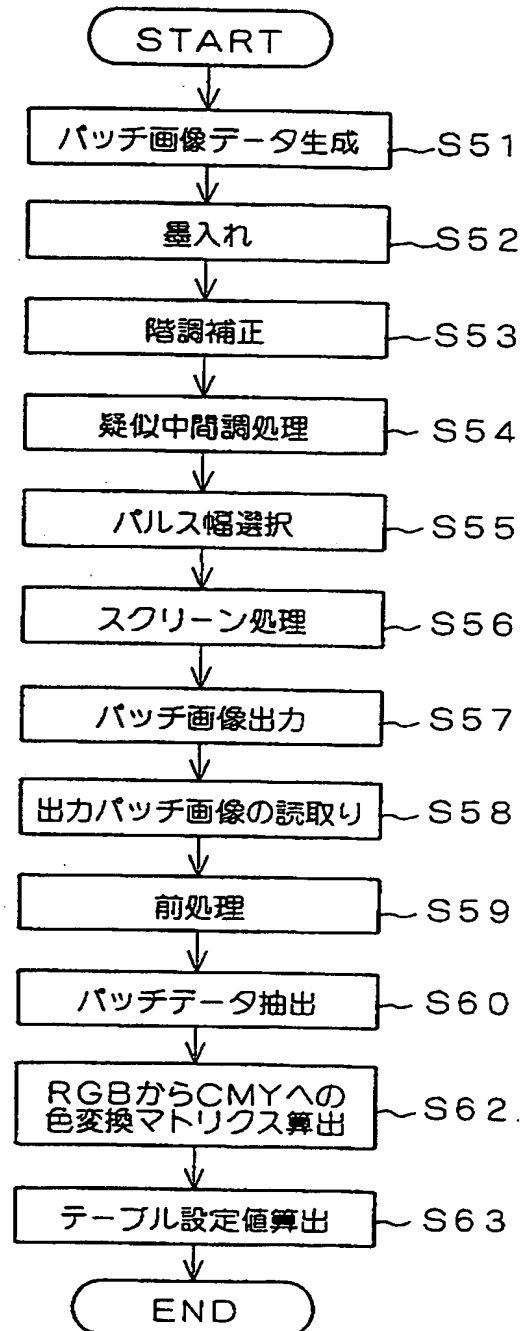 START
パッチ画像データ生成 S51
墨入れ S52
階調補正 S53
疑似中間調処理 S54
パルス幅選択 S55
スクリーン処理 S56
パッチ画像出力 S57
出力パッチ画像の読取り S58
前処理 S59
パッチデータ抽出 S60
RGBからCMYへの
色変換マトリクス算出 S62
テーブル設定値算出 S63
END